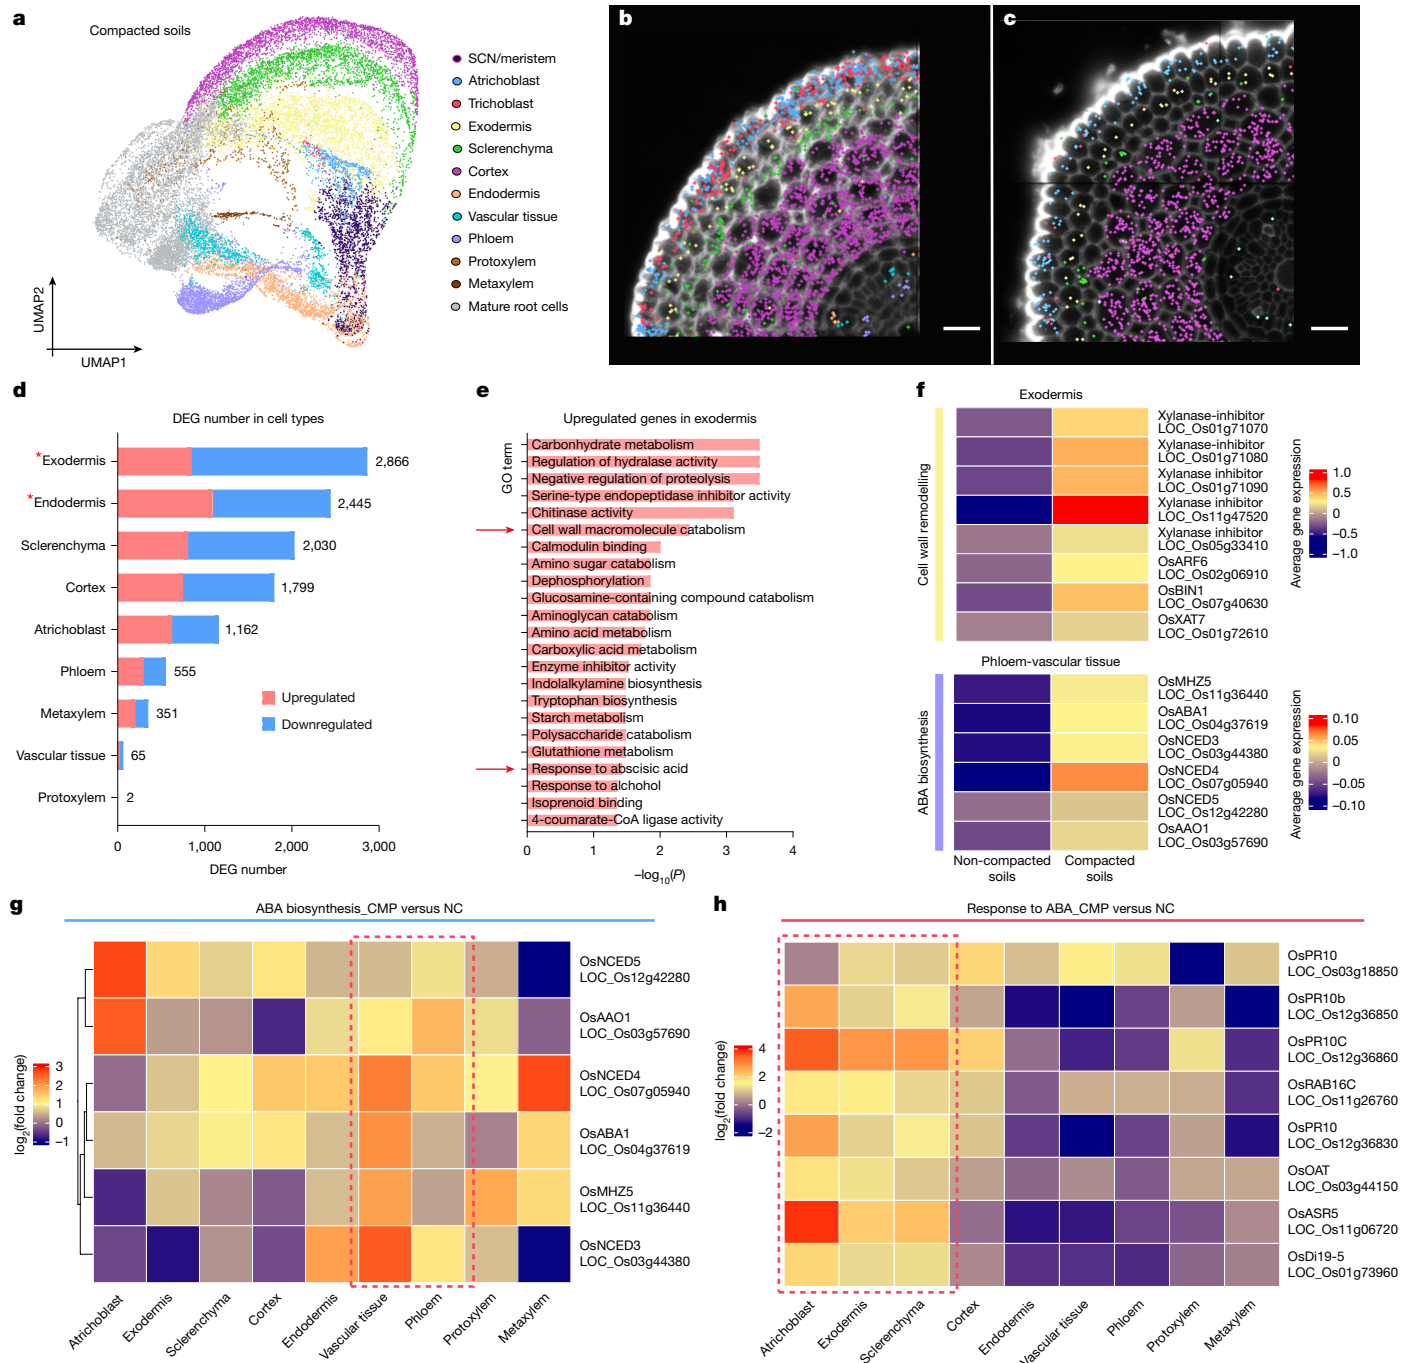 a
Compacted soils
SCN/meristem
Atrichoblast
Trichoblast
Exodermis
Sclerenchyma
Cortex
Endodermis
Vascular tissue
Phloem
Protoxylem
Metaxylem
Mature root cells
UMAP2
UMAP1
b
c
d
DEG number in cell types
*Exodermis
2,866
*Endodermis
2,445
Sclerenchyma
2,030
Cortex
1,799
Atrichoblast
1,162
Phloem
555
Metaxylem
351
Vascular tissue
65
Protoxylem
2
Upregulated
Downregulated
0 1,000 2,000 3,000
DEG number
e
Upregulated genes in exodermis
GO term
Carbonhydrate metabolism
Regulation of hydralase activity
Negative regulation of proteolysis
Serine-type endopeptidase inhibitor activity
Chitinase activity
Cell wall macromolecule catabolism
Calmodulin binding
Amino sugar catabolism
Dephosphorylation
Glucosamine-containing compound catabolism
Aminoglycan catabolism
Amino acid metabolism
Carboxylic acid metabolism
Enzyme inhibitor activity
Indolalkylamine biosynthesis
Tryptophan biosynthesis
Starch metabolism
Polysaccharide catabolism
Glutathione metabolism
Response to abscisic acid
Response to alchohol
Isoprenoid binding
4-coumarate-CoA ligase activity
0 1 2 3 4
–log10(P)
f
Exodermis
Cell wall remodelling
Xylanase-inhibitor
LOC_Os01g71070
Xylanase-inhibitor
LOC_Os01g71080
Xylanase inhibitor
LOC_Os01g71090
Xylanase inhibitor
LOC_Os11g47520
Xylanase inhibitor
LOC_Os05g33410
OsARF6
LOC_Os02g06910
OsBIN1
LOC_Os07g40630
OsXAT7
LOC_Os01g72610
1.0
0.5
0
–0.5
–1.0
Average gene expression
Phloem-vascular tissue
ABA biosynthesis
OsMHZ5
LOC_Os11g36440
OsABA1
LOC_Os04g37619
OsNCED3
LOC_Os03g44380
OsNCED4
LOC_Os07g05940
OsNCED5
LOC_Os12g42280
OsAAO1
LOC_Os03g57690
0.10
0.05
0
–0.05
–0.10
Average gene expression
Non-compacted
soils
Compacted
soils
g
ABA biosynthesis_CMP versus NC
log2(fold change)
3
2
1
0
–1
OsNCED5
LOC_Os12g42280
OsAAO1
LOC_Os03g57690
OsNCED4
LOC_Os07g05940
OsABA1
LOC_Os04g37619
OsMHZ5
LOC_Os11g36440
OsNCED3
LOC_Os03g44380
Atrichoblast
Exodermis
Sclerenchyma
Cortex
Endodermis
Vascular tissue
Phloem
Protoxylem
Metaxylem
h
Response to ABA_CMP versus NC
log2(fold change)
4
2
0
–2
OsPR10
LOC_Os03g18850
OsPR10b
LOC_Os12g36850
OsPR10C
LOC_Os12g36860
OsRAB16C
LOC_Os11g26760
OsPR10
LOC_Os12g36830
OsOAT
LOC_Os03g44150
OsASR5
LOC_Os11g06720
OsDi19-5
LOC_Os01g73960
Atrichoblast
Exodermis
Sclerenchyma
Cortex
Endodermis
Vascular tissue
Phloem
Protoxylem
Metaxylem